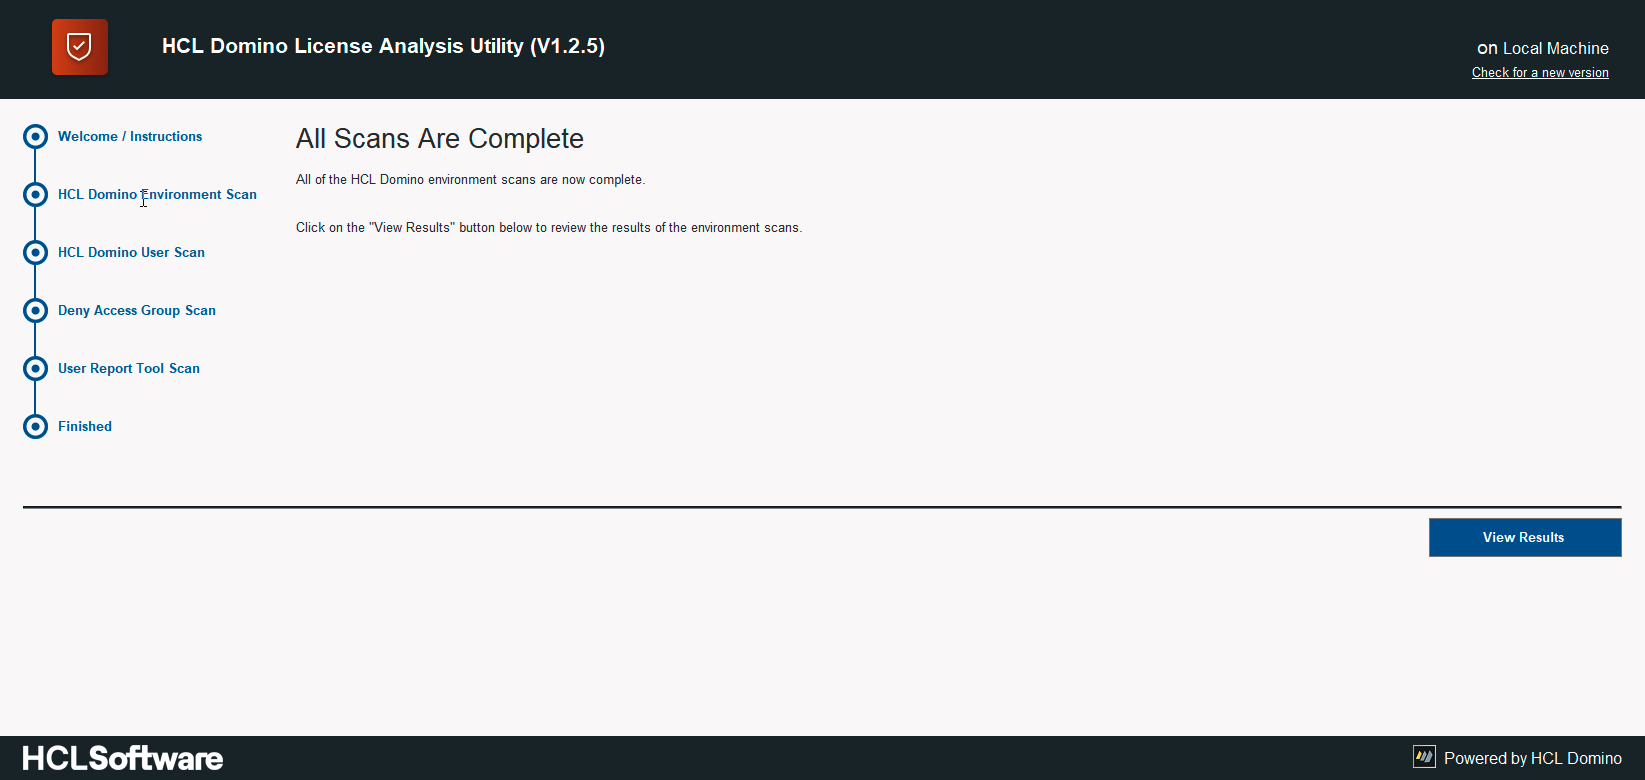 HCL Domino License Analysis Utility (V1.2.5)
on Local Machine
Check for a new version
Welcome / Instructions
HCL Domino Environment Scan
HCL Domino User Scan
Deny Access Group Scan
User Report Tool Scan
Finished
All Scans Are Complete
All of the HCL Domino environment scans are now complete.
Click on the "View Results" button below to review the results of the environment scans.
View Results
HCLSoftware
Powered by HCL Domino